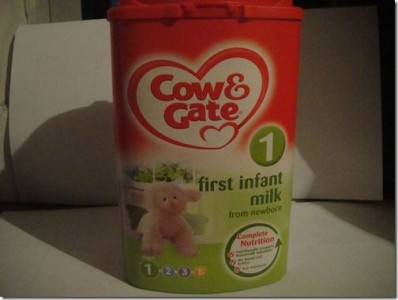 Cow&
Gate
1
first infant
milk
from newborn
Complete
Nutrition
1 2 3